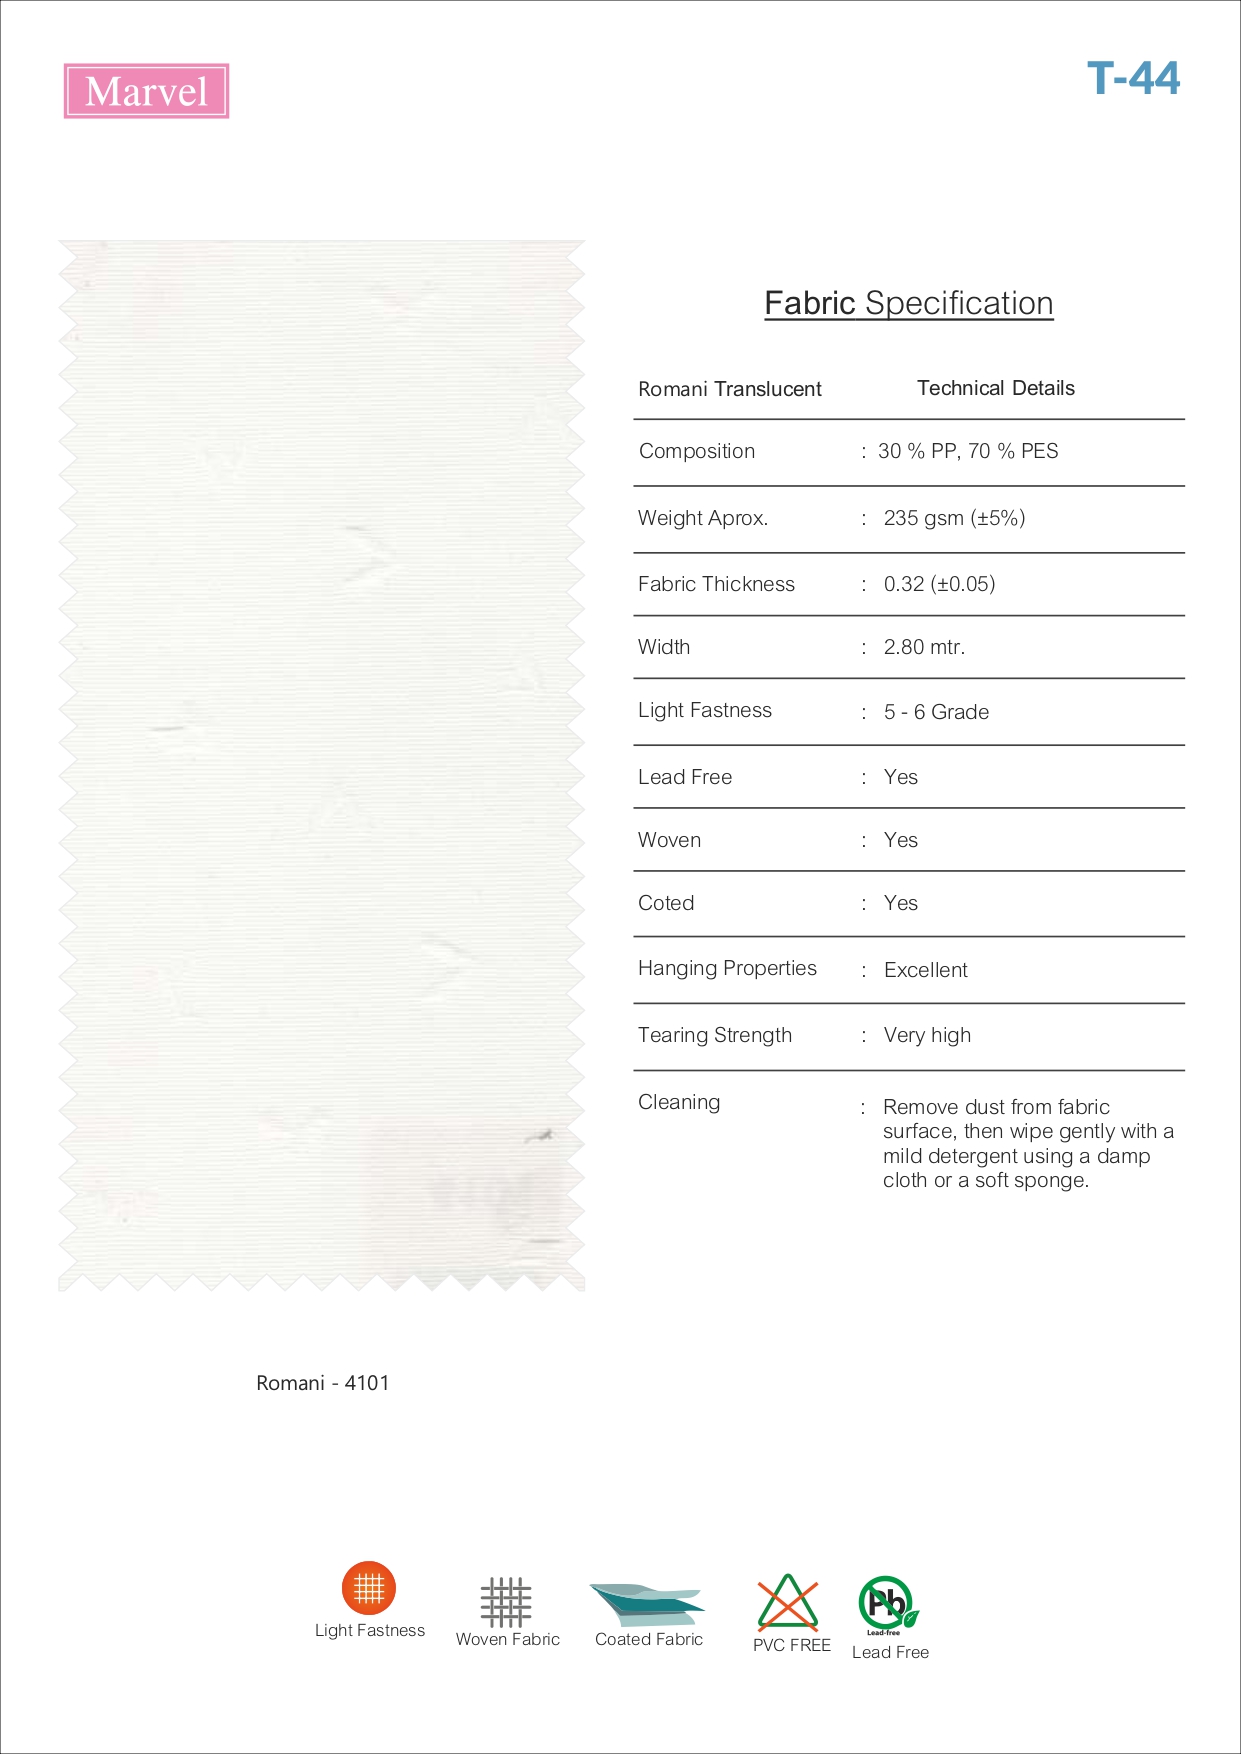 Marvel
T-44
Fabric Specification
Romani Translucent Technical Details
Composition : 30 % PP, 70 % PES
Weight Aprox. : 235 gsm (±5%)
Fabric Thickness : 0.32 (±0.05)
Width : 2.80 mtr.
Light Fastness : 5 - 6 Grade
Lead Free : Yes
Woven : Yes
Coted : Yes
Hanging Properties : Excellent
Tearing Strength : Very high
Cleaning : Remove dust from fabric
surface, then wipe gently with a
mild detergent using a damp
cloth or a soft sponge.
Romani - 4101
Light Fastness
Woven Fabric
Coated Fabric
PVC FREE
Pb
Lead-free
Lead Free